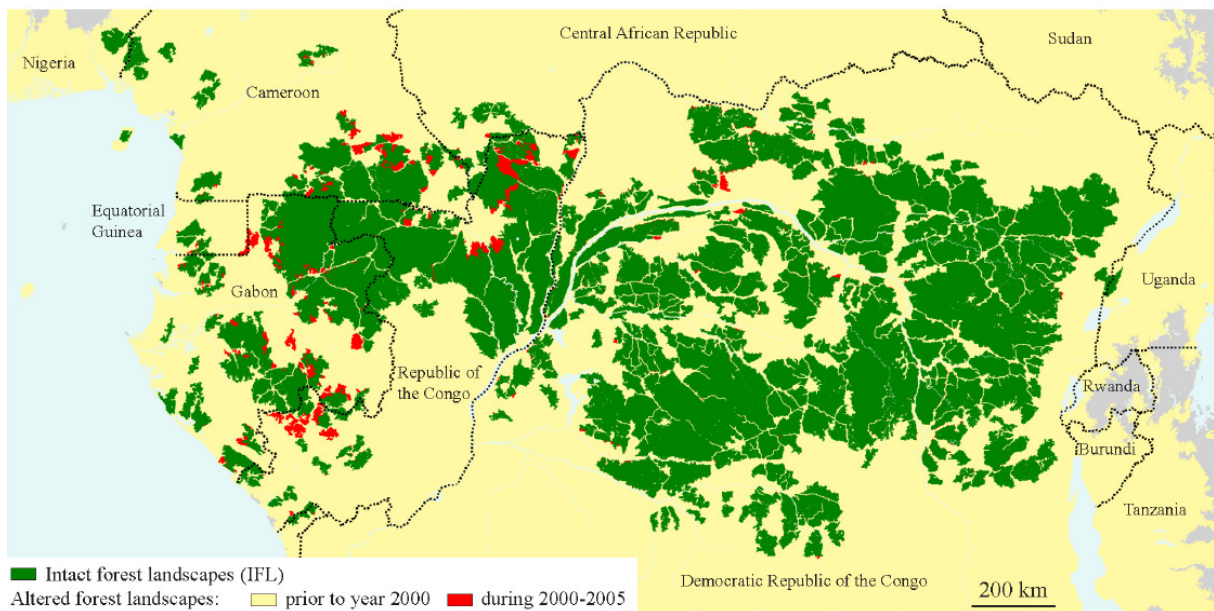 Central African Republic
Sudan
Nigeria
Cameroon
Equatorial
Guinea
Gabon
Uganda
Republic of
the Congo
Rwanda
Burundi
Tanzania
Democratic Republic of the Congo
200 km
Intact forest landscapes (IFL)
Altered forest landscapes: prior to year 2000 during 2000-2005